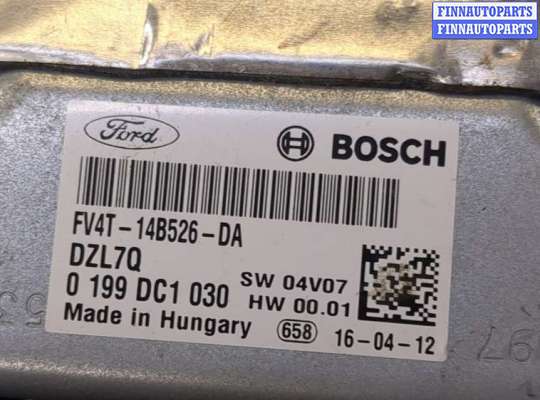 FINNAUTOPARTS
FINNAUTOPARTS
Ford
BOSCH
FV4T-14B526-DA
DZL7Q
0 199 DC1 030
SW 04V07
HW 00.01
Made in Hungary
658
16-04-12